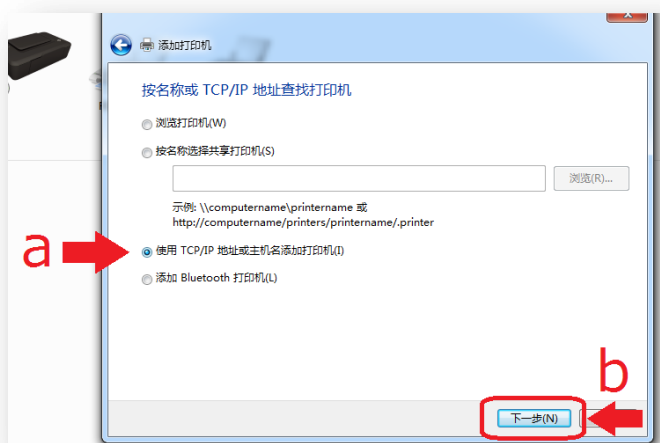 添加打印机
按名称或 TCP/IP 地址查找打印机
浏览打印机(W)
按名称选择共享打印机(S)
浏览(R)...
示例: \\computername\printername 或
http://computername/printers/printername/.printer
a
使用 TCP/IP 地址或主机名添加打印机(I)
添加 Bluetooth 打印机(L)
b
下一步(N)